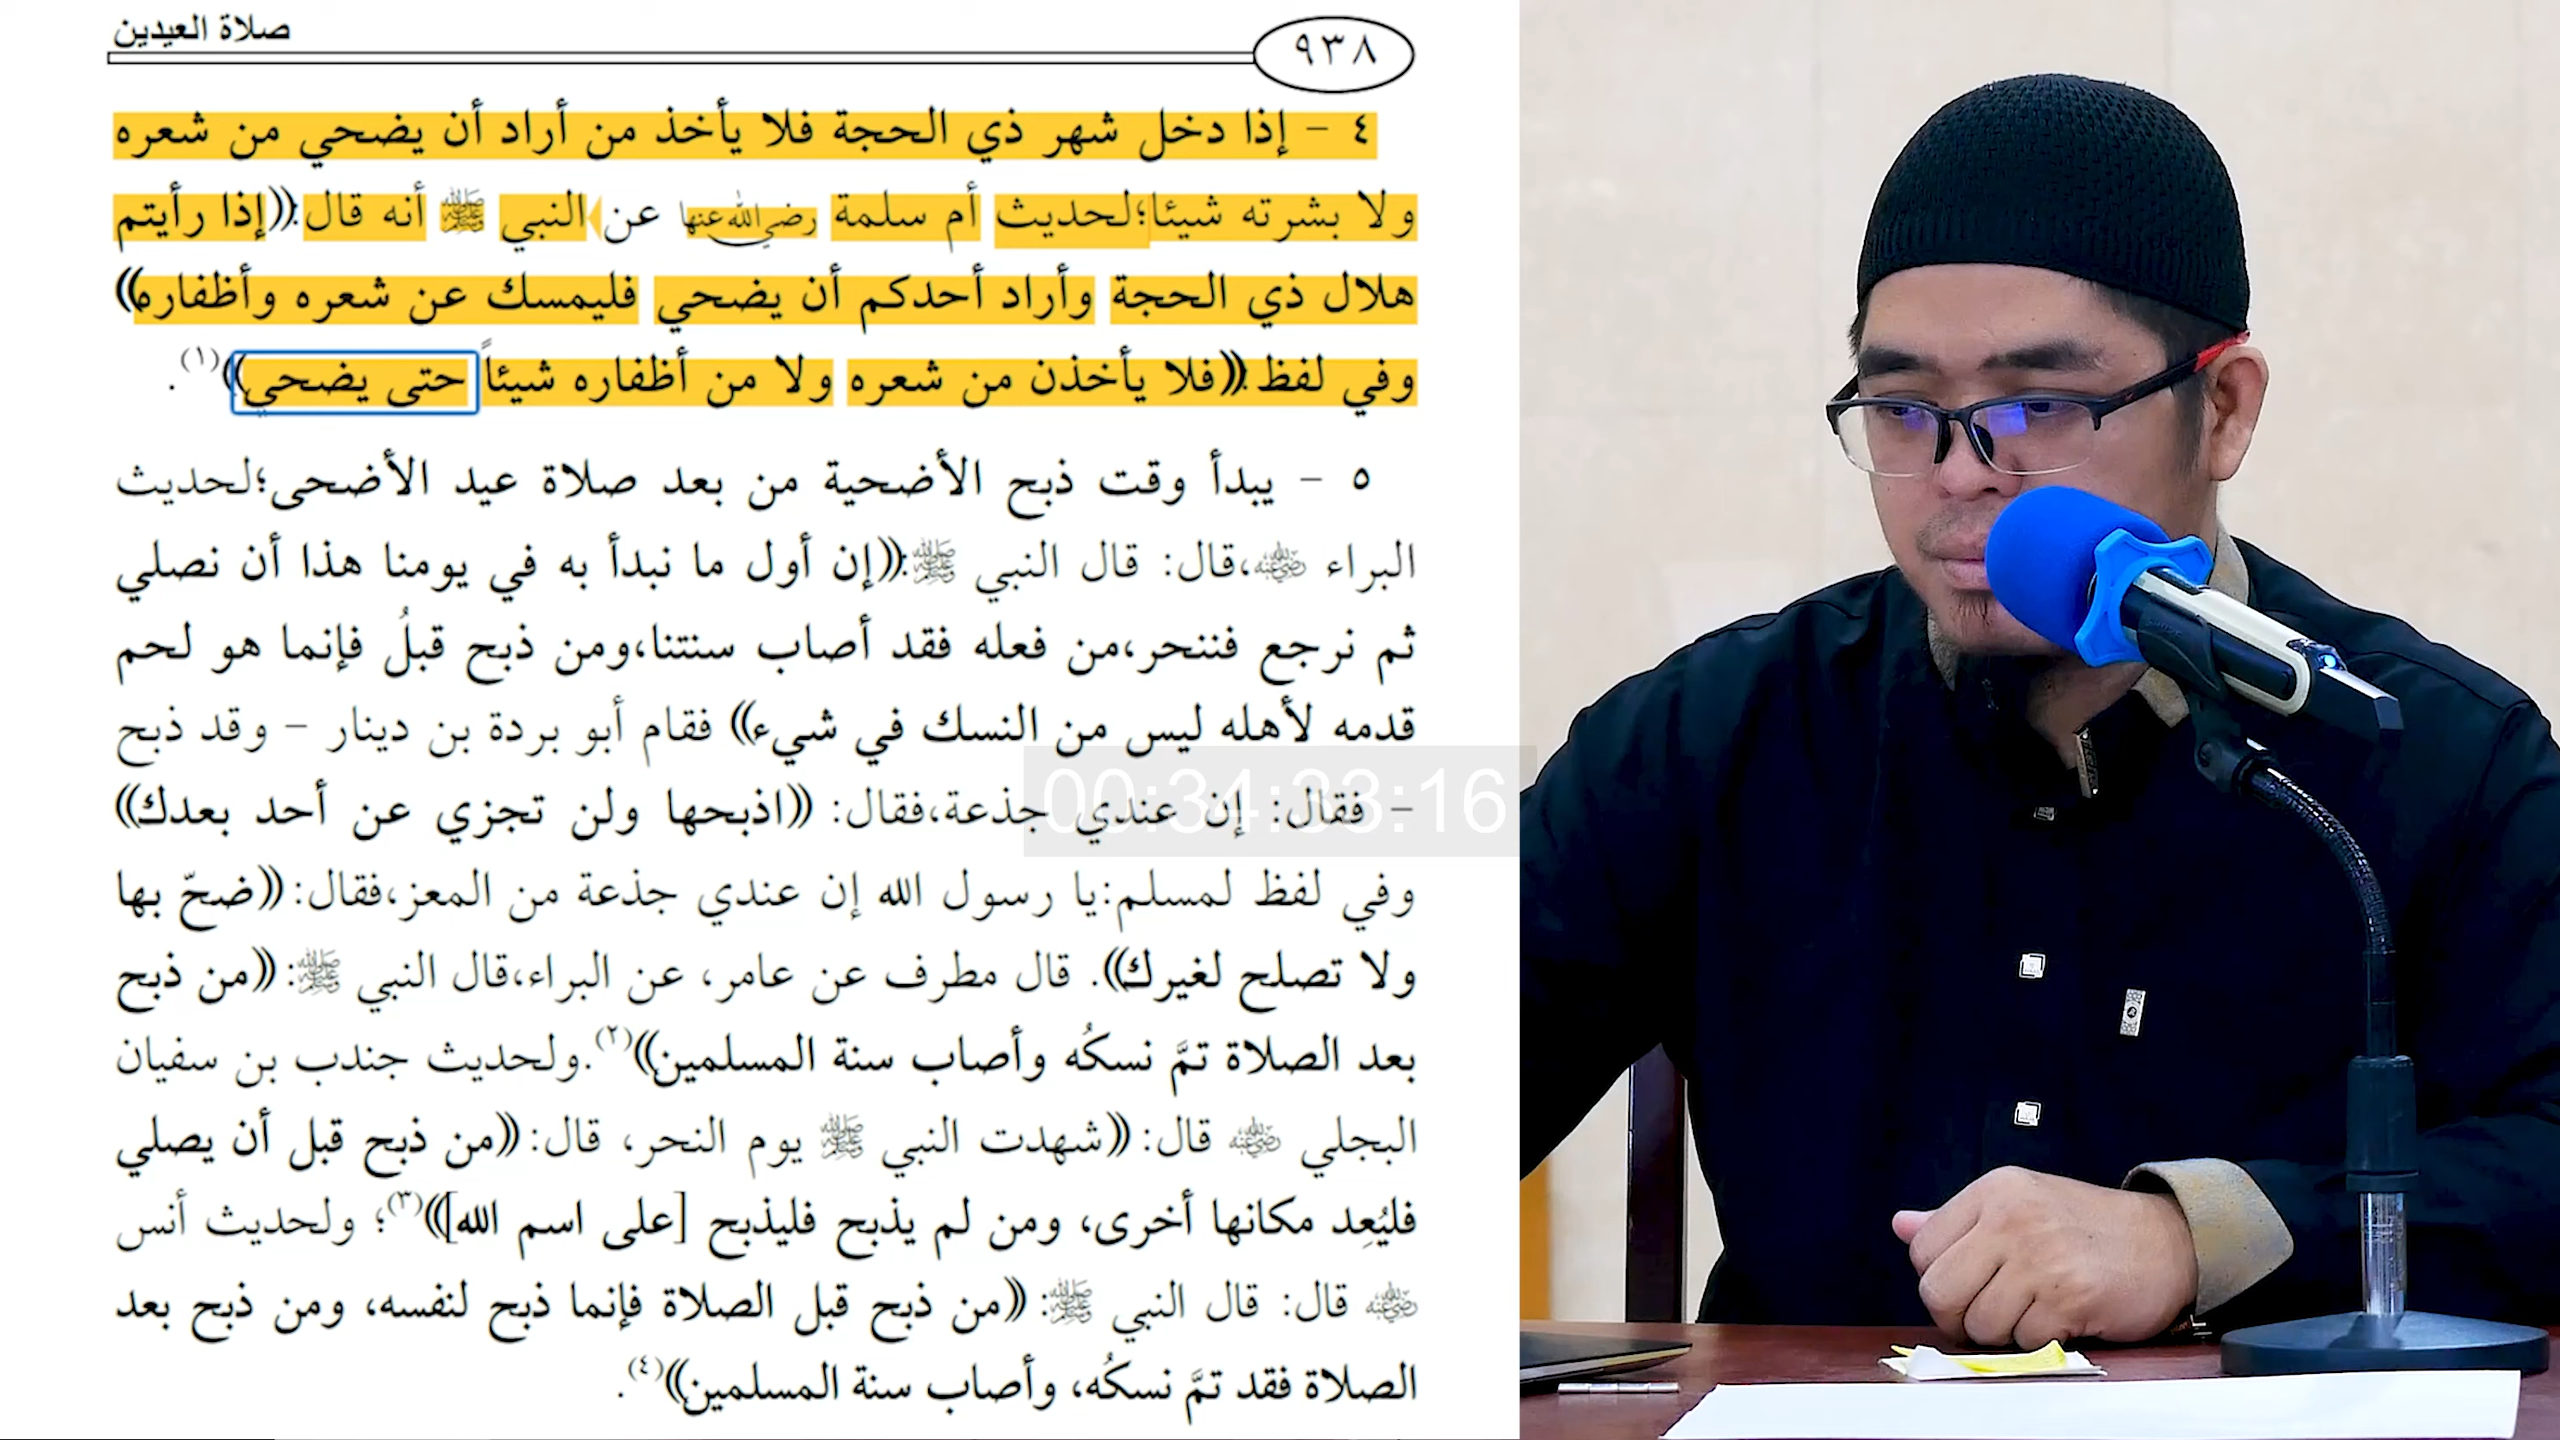 صلاة العيدين
٩٣٨
٤ – إذا دخل شهر ذي الحجة فلا يأخذ من أراد أن يضحي من شعره
ولا بشرته شيئا؛لحديث أم سلمة رضي الله عنها عن النبي ﷺ أنه قال:((إذا رأيتم
هلال ذي الحجة وأراد أحدكم أن يضحي فليمسك عن شعره وأظفاره))
وفي لفظ:((فلا يأخذن من شعره ولا من أظفاره شيئاً حتى يضحي))(١).
٥ – يبدأ وقت ذبح الأضحية من بعد صلاة عيد الأضحى؛لحديث
البراء رضي الله عنه،قال: قال النبي ﷺ:((إن أول ما نبدأ به في يومنا هذا أن نصلي
ثم نرجع فننحر،من فعله فقد أصاب سنتنا،ومن ذبح قبلُ فإنما هو لحم
قدمه لأهله ليس من النسك في شيء)) فقام أبو بردة بن دينار – وقد ذبح
– فقال: إن عندي جذعة،فقال: ((اذبحها ولن تجزي عن أحد بعدك))
00:34:33:16
وفي لفظ لمسلم:يا رسول الله إن عندي جذعة من المعز،فقال:((ضحّ بها
ولا تصلح لغيرك)). قال مطرف عن عامر، عن البراء،قال النبي ﷺ:((من ذبح
بعد الصلاة تمَّ نسكُه وأصاب سنة المسلمين))(٢).ولحديث جندب بن سفيان
البجلي رضي الله عنه قال:((شهدت النبي ﷺ يوم النحر، قال:((من ذبح قبل أن يصلي
فليُعِد مكانها أخرى، ومن لم يذبح فليذبح [على اسم الله]))(٣)؛ ولحديث أنس
رضي الله عنه قال: قال النبي ﷺ:((من ذبح قبل الصلاة فإنما ذبح لنفسه، ومن ذبح بعد
الصلاة فقد تمَّ نسكُه، وأصاب سنة المسلمين))(٤).